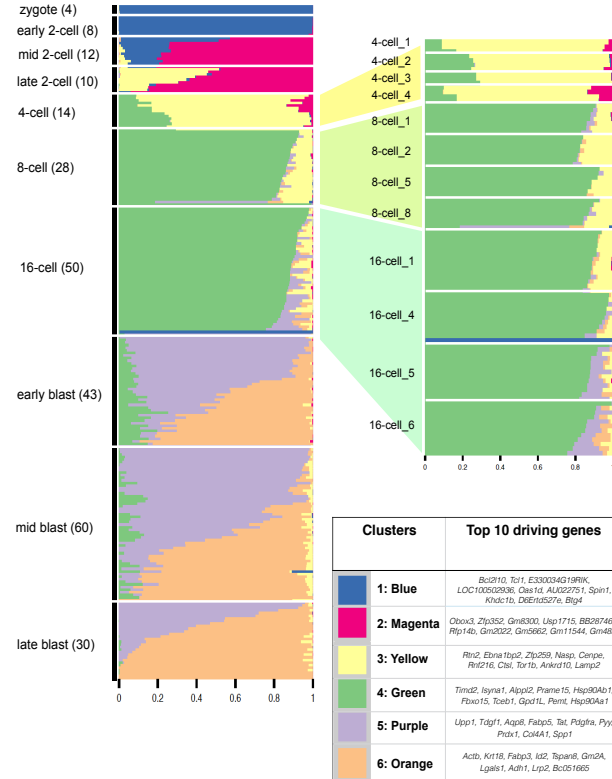 zygote (4)
early 2-cell (8)
mid 2-cell (12)
late 2-cell (10)
4-cell (14)
8-cell (28)
16-cell (50)
early blast (43)
mid blast (60)
late blast (30)
0 0.2 0.4 0.6 0.8 1
4-cell_1
4-cell_2
4-cell_3
4-cell_4
8-cell_1
8-cell_2
8-cell_5
8-cell_8
16-cell_1
16-cell_4
16-cell_5
16-cell_6
0 0.2 0.4 0.6 0.8 1
Clusters Top 10 driving genes
1: Blue
Bcl2l10, Tcl1, E330034G19RIK,
LOC100502936, Oas1d, AU022751, Spin1,
Khdc1b, D6Ertd527e, Btg4
2: Magenta
Obox3, Zfp352, Gm8300, Usp1715, BB28746
Rfp14b, Gm2022, Gm5662, Gm11544, Gm48
3: Yellow
Rtn2, Ebna1bp2, Zfp259, Nasp, Cenpe,
Rnf216, Ctsl, Tor1b, Ankrd10, Lamp2
4: Green
Timd2, Isyna1, Alppl2, Prame15, Hsp90Ab1
Fbxo15, Tceb1, Gpd1L, Pemt, Hsp90Aa1
5: Purple
Upp1, Tdgf1, Aqp8, Fabp5, Tat, Pdgfra, Pyy,
Prdx1, Col4A1, Spp1
6: Orange
Actb, Krt18, Fabp3, Id2, Tspan8, Gm2A,
Lgals1, Adh1, Lrp2, Bc051665